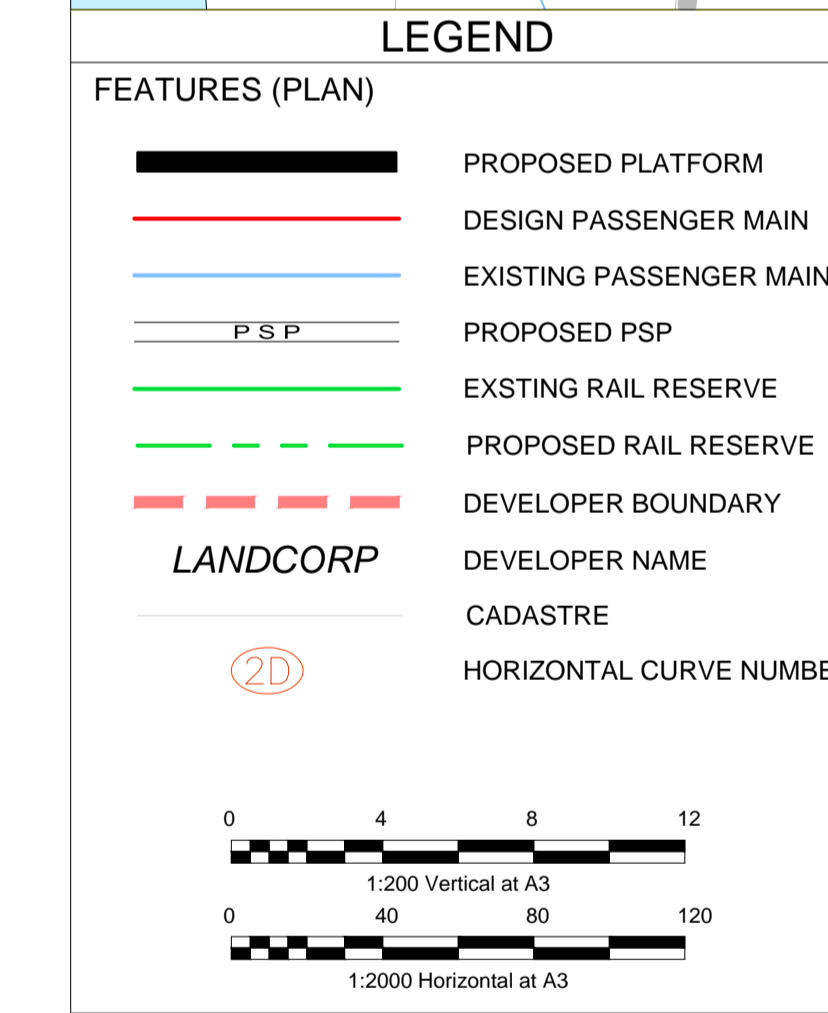 LEGEND
FEATURES (PLAN)
PROPOSED PLATFORM
DESIGN PASSENGER MAIN
EXISTING PASSENGER MAIN
PSP PROPOSED PSP
EXSTING RAIL RESERVE
PROPOSED RAIL RESERVE
DEVELOPER BOUNDARY
LANDCORP DEVELOPER NAME
CADASTRE
2D HORIZONTAL CURVE NUMBE
0 4 8 12
1:200 Vertical at A3
0 40 80 120
1:2000 Horizontal at A3